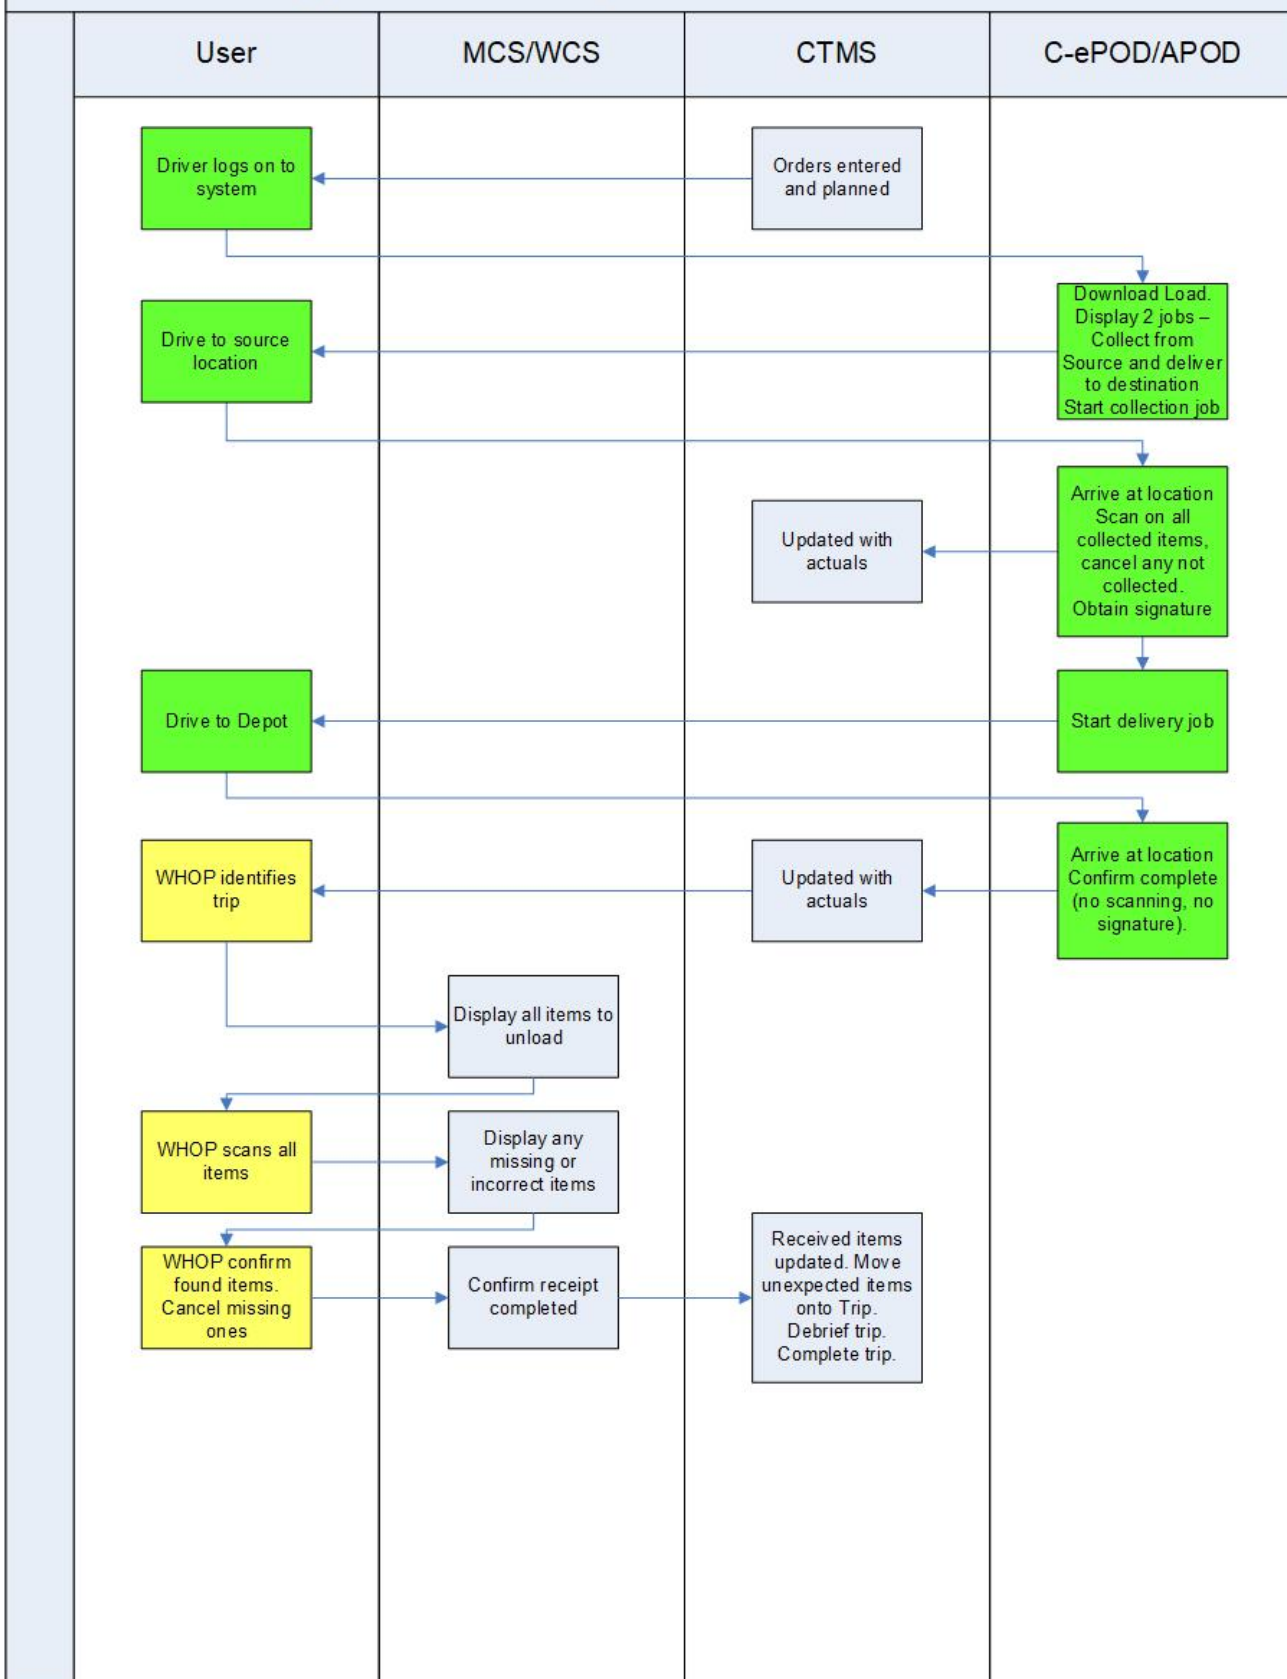 User
MCS/WCS
CTMS
C-ePOD/APOD
Driver logs on to
system
Orders entered
and planned
Download Load.
Display 2 jobs –
Collect from
Source and deliver
to destination
Start collection job
Drive to source
location
Arrive at location
Scan on all
collected items,
cancel any not
collected.
Obtain signature
Updated with
actuals
Drive to Depot
Start delivery job
WHOP identifies
trip
Updated with
actuals
Arrive at location
Confirm complete
(no scanning, no
signature).
Display all items to
unload
WHOP scans all
items
Display any
missing or
incorrect items
WHOP confirm
found items.
Cancel missing
ones
Confirm receipt
completed
Received items
updated. Move
unexpected items
onto Trip.
Debrief trip.
Complete trip.